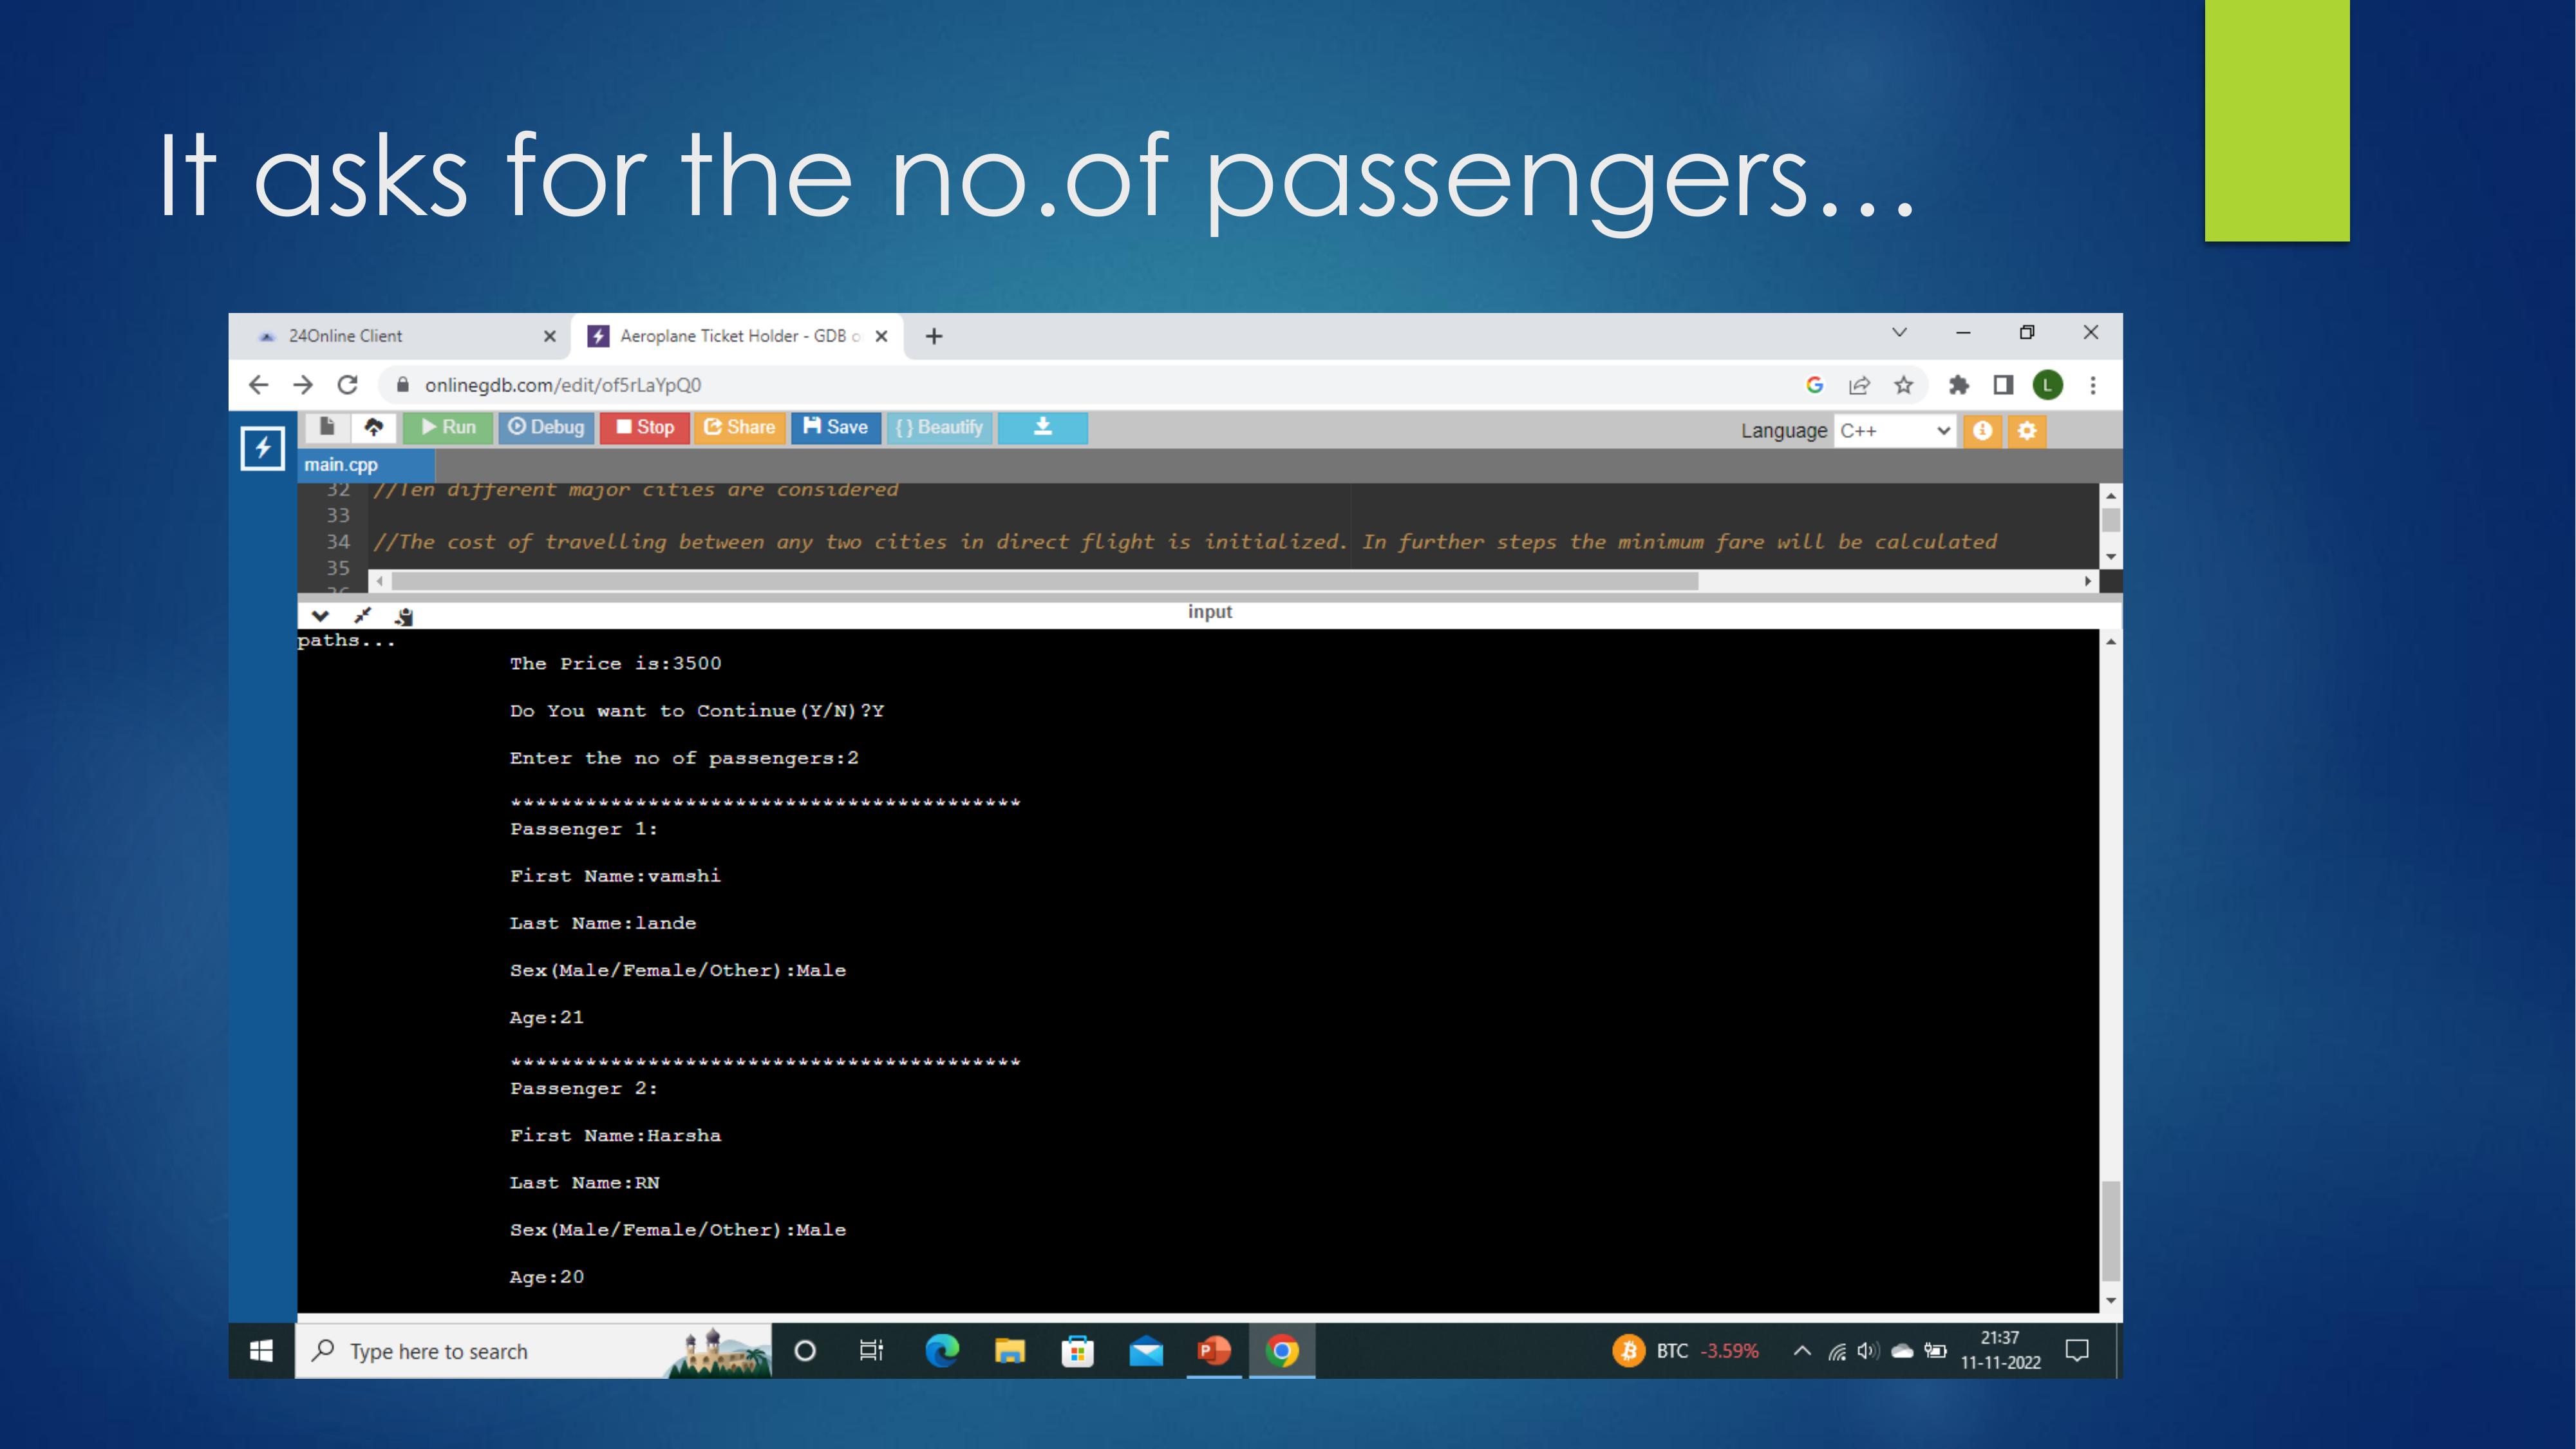 It asks for the no.of passengers...
24Online Client
Aeroplane Ticket Holder - GDB o
onlinegdb.com/edit/of5rLaYpQ0
L
Run Debug Stop Share Save {} Beautify
Language C++
main.cpp
32 //Ten different major cities are considered
33
34 //The cost of travelling between any two cities in direct flight is initialized. In further steps the minimum fare will be calculated
35
36
input
paths...
The Price is:3500
Do You want to Continue(Y/N)?Y
Enter the no of passengers:2
*****************************************
Passenger 1:
First Name:vamshi
Last Name:lande
Sex(Male/Female/Other):Male
Age:21
*****************************************
Passenger 2:
First Name:Harsha
Last Name:RN
Sex(Male/Female/Other):Male
Age:20
Type here to search
BTC -3.59%
21:37
11-11-2022